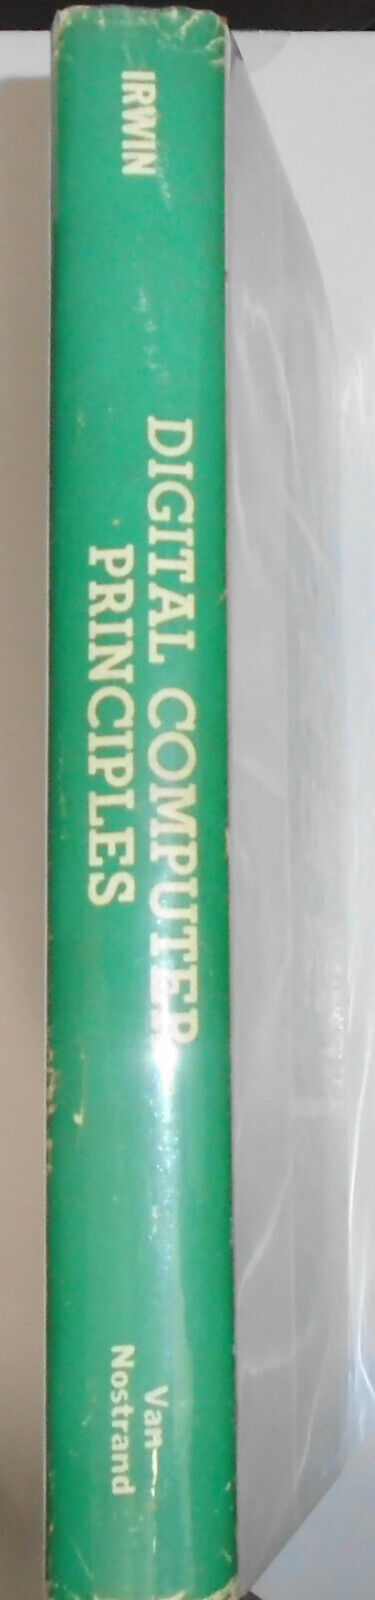 IRWIN
DIGITAL COMPUTER
PRINCIPLES
Van
Nostrand